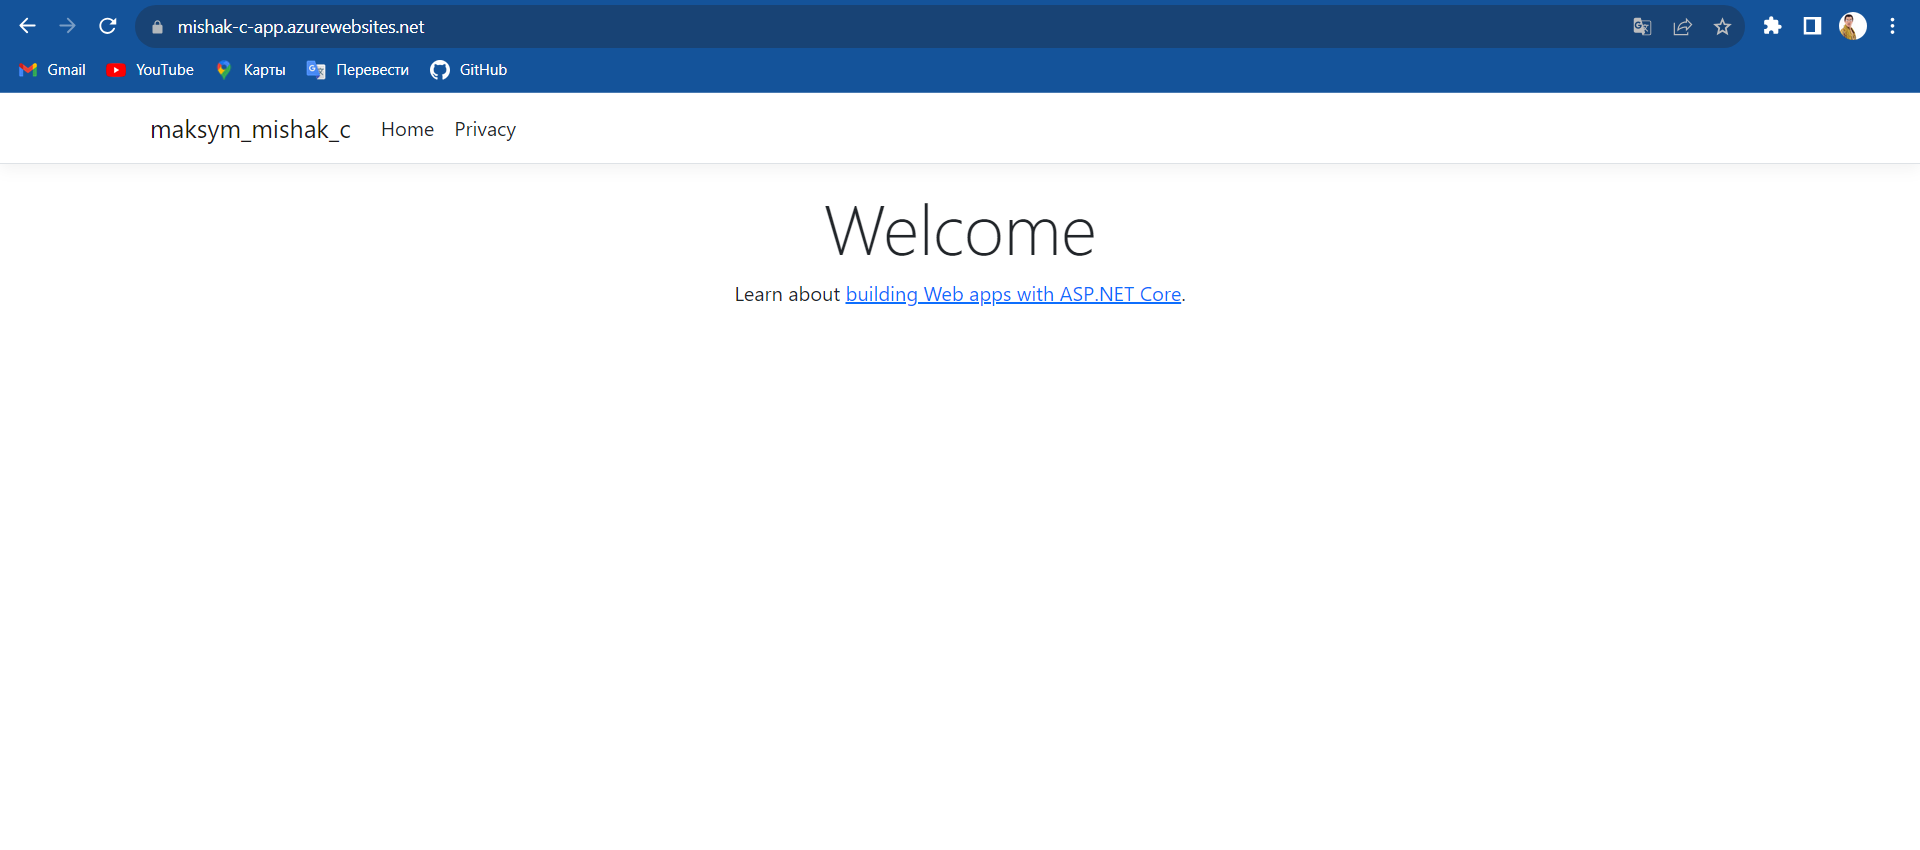 mishak-c-app.azurewebsites.net
Gmail YouTube Карты Перевести GitHub
maksym_mishak_c Home Privacy
Welcome
Learn about building Web apps with ASP.NET Core.